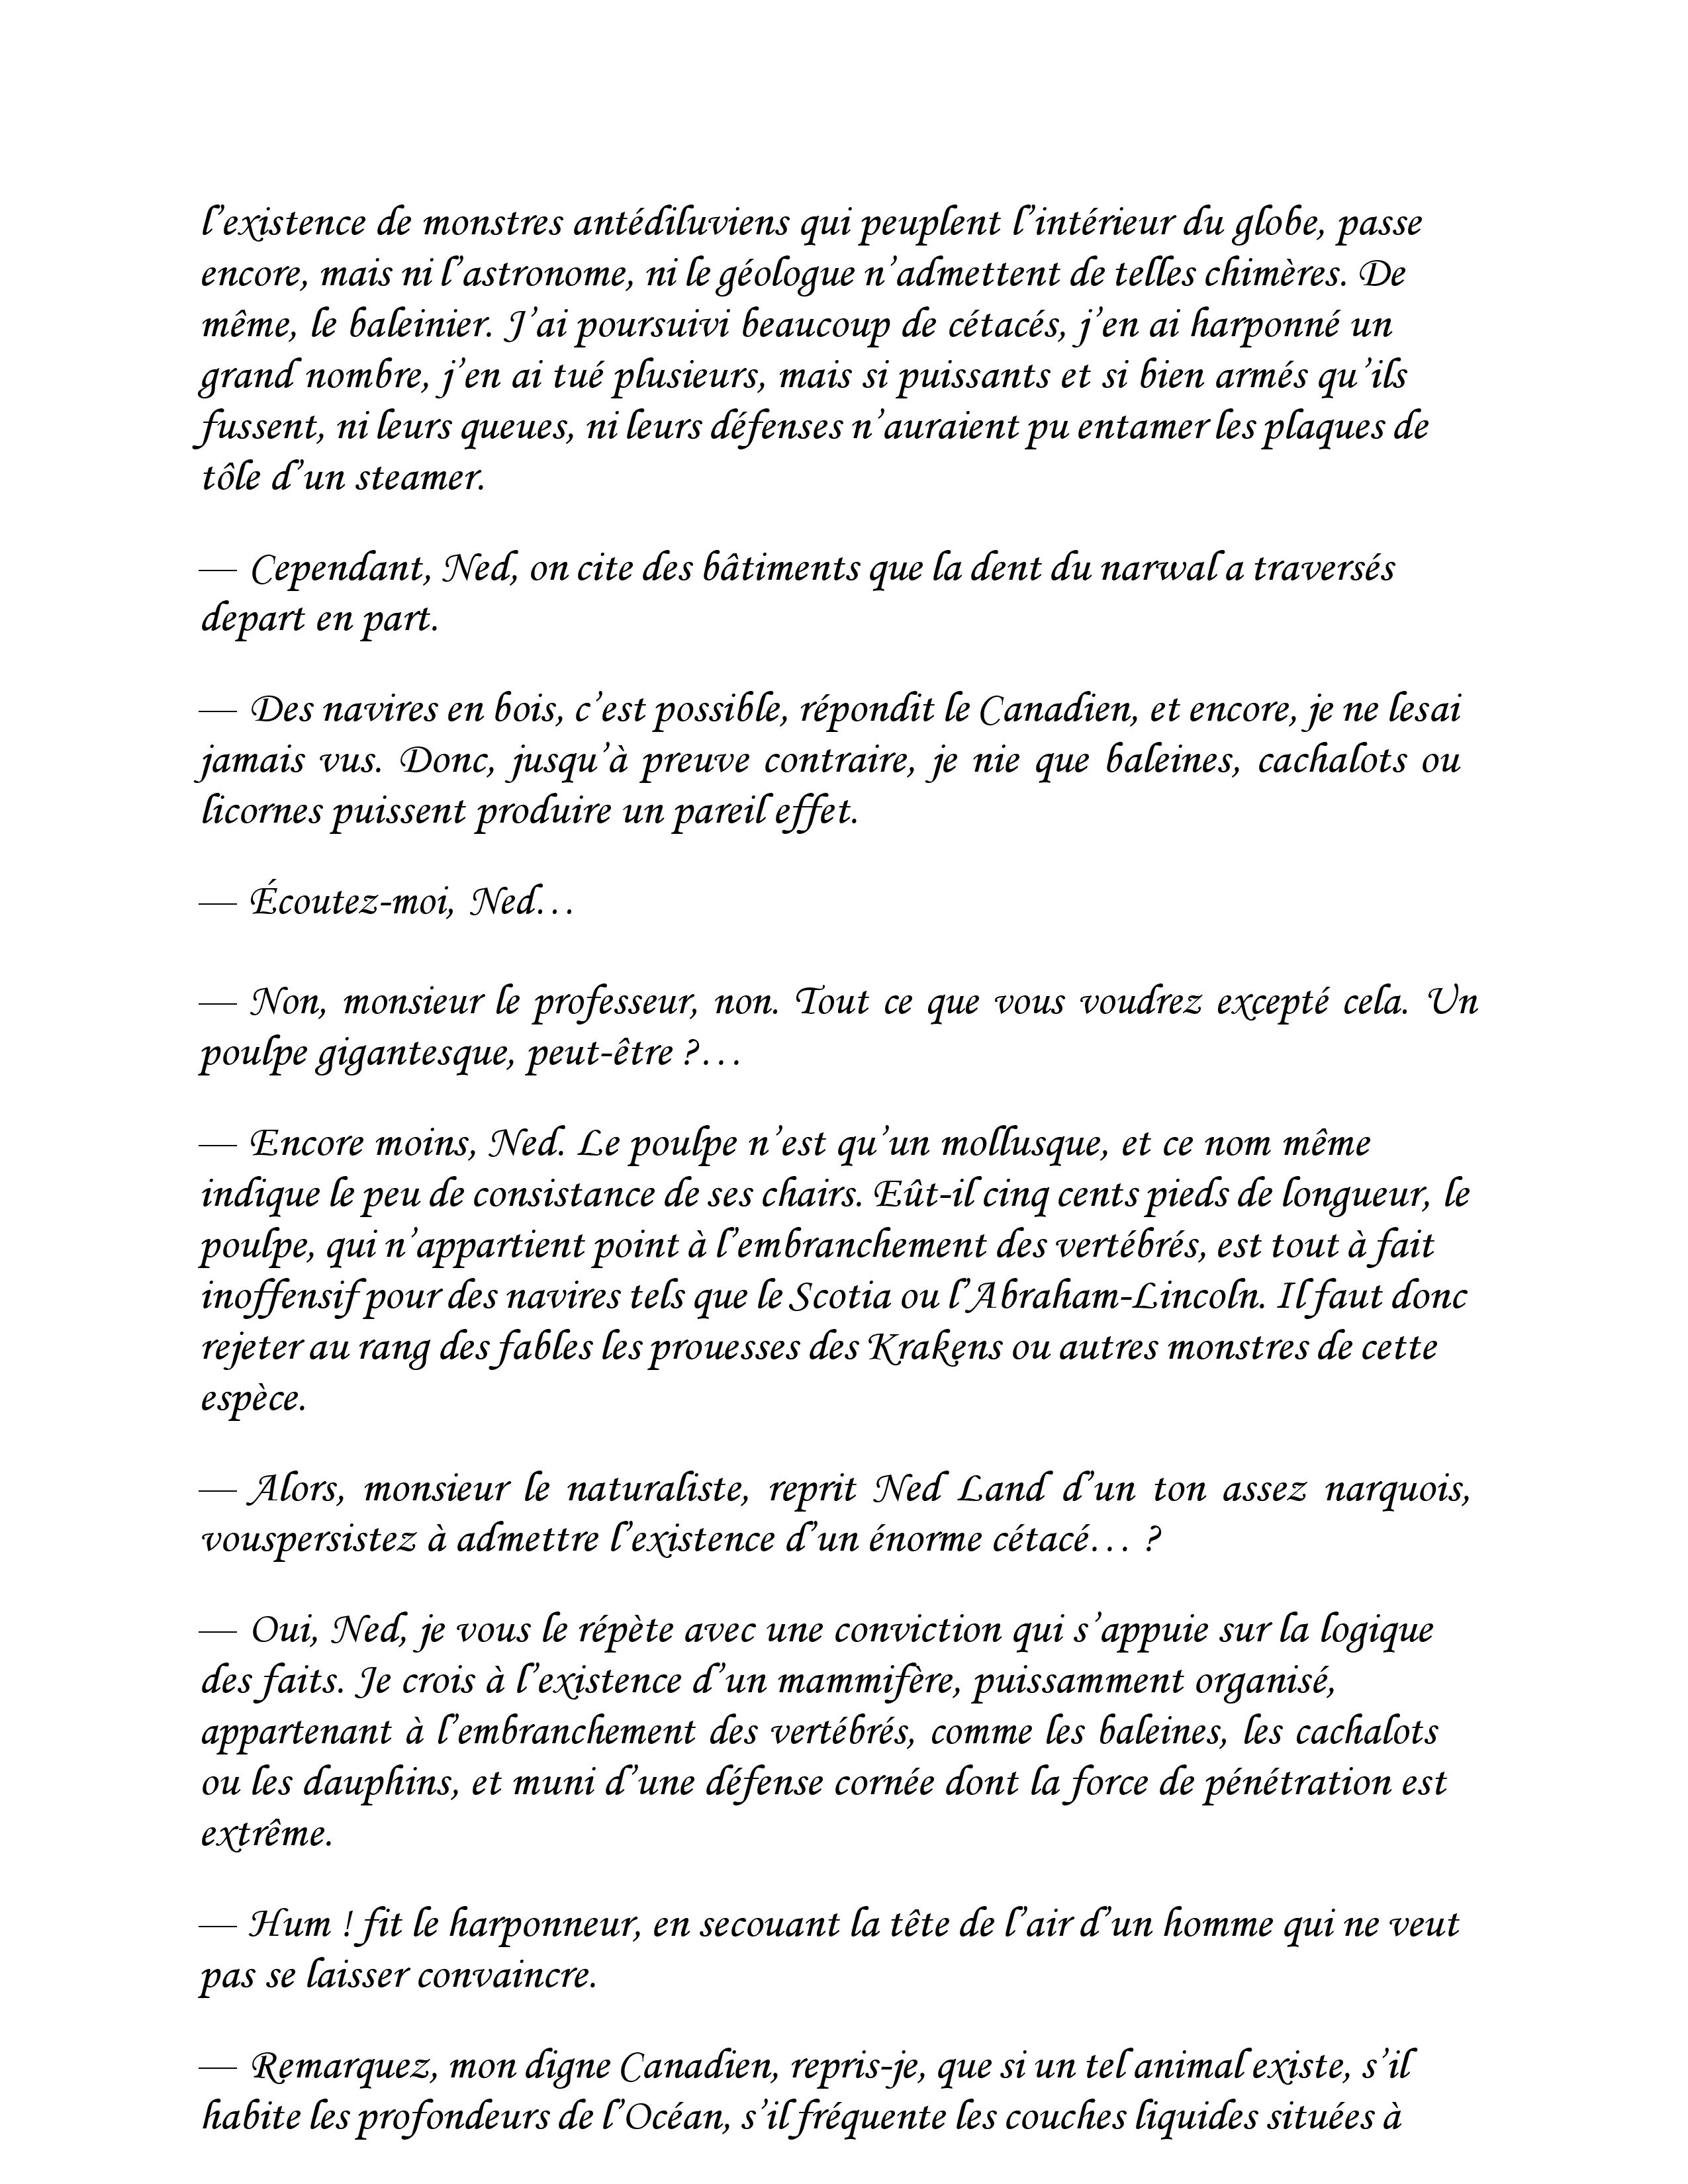 l’existence de monstres antédiluviens qui peuplent l’intérieur du globe, passe
encore, mais ni l’astronome, ni le géologue n’admettent de telles chimères. De
même, le baleinier. J’ai poursuivi beaucoup de cétacés, j’en ai harponné un
grand nombre, j’en ai tué plusieurs, mais si puissants et si bien armés qu’ils
fussent, ni leurs queues, ni leurs défenses n’auraient pu entamer les plaques de
tôle d’un steamer.
— Cependant, Ned, on cite des bâtiments que la dent du narwal a traversés
depart en part.
— Des navires en bois, c’est possible, répondit le Canadien, et encore, je ne lesai
jamais vus. Donc, jusqu’à preuve contraire, je nie que baleines, cachalots ou
licornes puissent produire un pareil effet.
— Écoutez-moi, Ned…
— Non, monsieur le professeur, non. Tout ce que vous voudrez excepté cela. Un
poulpe gigantesque, peut-être ?…
— Encore moins, Ned. Le poulpe n’est qu’un mollusque, et ce nom même
indique le peu de consistance de ses chairs. Eût-il cinq cents pieds de longueur, le
poulpe, qui n’appartient point à l’embranchement des vertébrés, est tout à fait
inoffensif pour des navires tels que le Scotia ou l’Abraham-Lincoln. Il faut donc
rejeter au rang des fables les prouesses des Krakens ou autres monstres de cette
espèce.
— Alors, monsieur le naturaliste, reprit Ned Land d’un ton assez narquois,
vouspersistez à admettre l’existence d’un énorme cétacé… ?
— Oui, Ned, je vous le répète avec une conviction qui s’appuie sur la logique
des faits. Je crois à l’existence d’un mammifère, puissamment organisé,
appartenant à l’embranchement des vertébrés, comme les baleines, les cachalots
ou les dauphins, et muni d’une défense cornée dont la force de pénétration est
extrême.
— Hum ! fit le harponneur, en secouant la tête de l’air d’un homme qui ne veut
pas se laisser convaincre.
— Remarquez, mon digne Canadien, repris-je, que si un tel animal existe, s’il
habite les profondeurs de l’Océan, s’il fréquente les couches liquides situées à